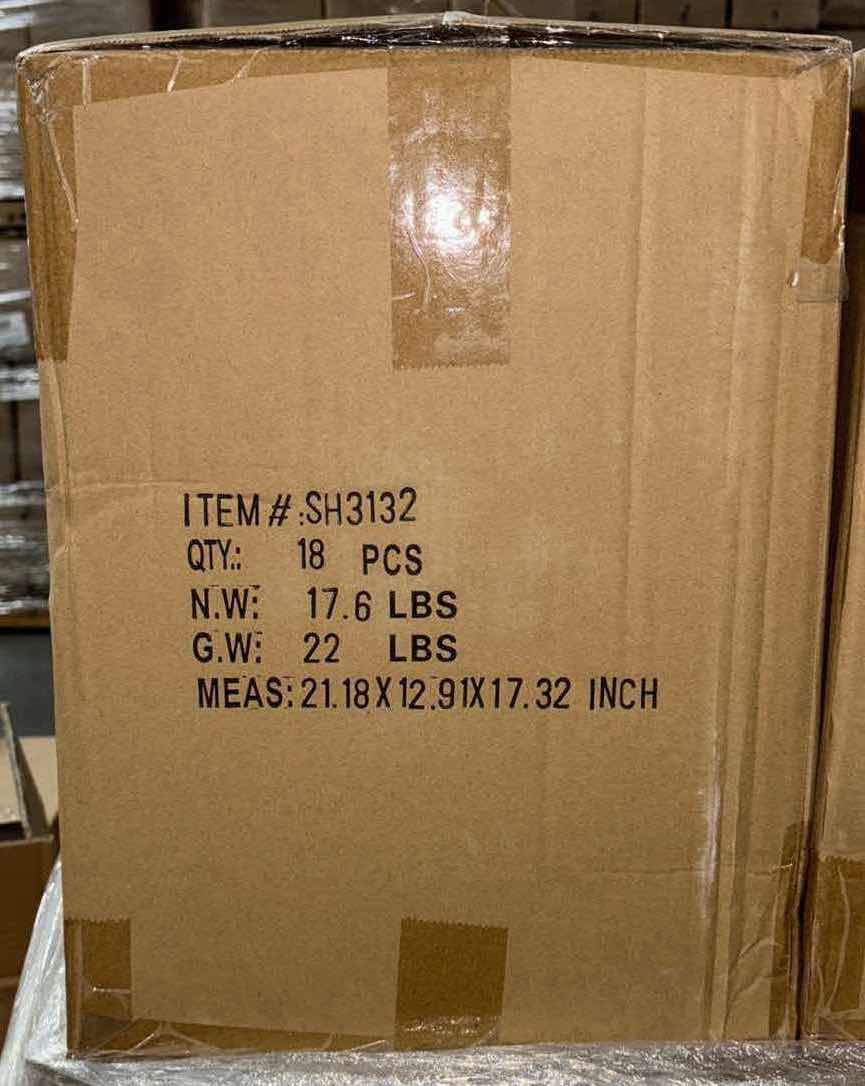 ITEM #:SH3132
QTY.: 18 PCS
N.W: 17.6 LBS
G.W: 22 LBS
MEAS: 21.18X12.91X17.32 INCH